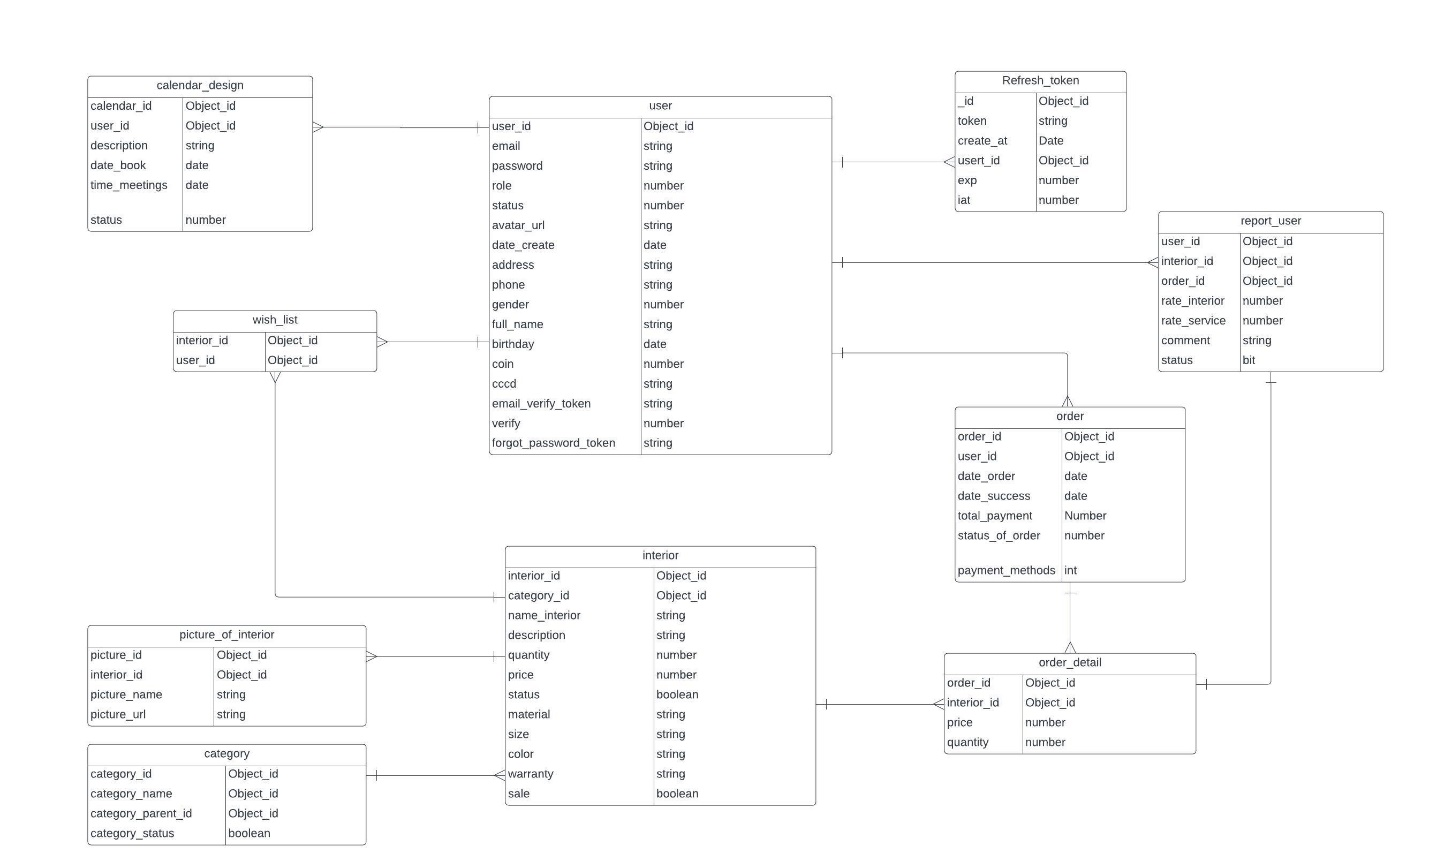 calendar_design
calendar_id Object_id
user_id Object_id
description string
date_book date
time_meetings date
status number
user
user_id Object_id
email string
password string
role number
status number
avatar_url string
date_create date
address string
phone string
gender number
full_name string
birthday date
coin number
cccd string
email_verify_token string
verify number
forgot_password_token string
Refresh_token
_id Object_id
token string
create_at Date
usert_id Object_id
exp number
iat number
report_user
user_id Object_id
interior_id Object_id
order_id Object_id
rate_interior number
rate_service number
comment string
status bit
wish_list
interior_id Object_id
user_id Object_id
order
order_id Object_id
user_id Object_id
date_order date
date_success date
total_payment Number
status_of_order number
payment_methods int
interior
interior_id Object_id
category_id Object_id
name_interior string
description string
quantity number
price number
status boolean
material string
size string
color string
warranty string
sale boolean
picture_of_interior
picture_id Object_id
interior_id Object_id
picture_name string
picture_url string
order_detail
order_id Object_id
interior_id Object_id
price number
quantity number
category
category_id Object_id
category_name Object_id
category_parent_id Object_id
category_status boolean